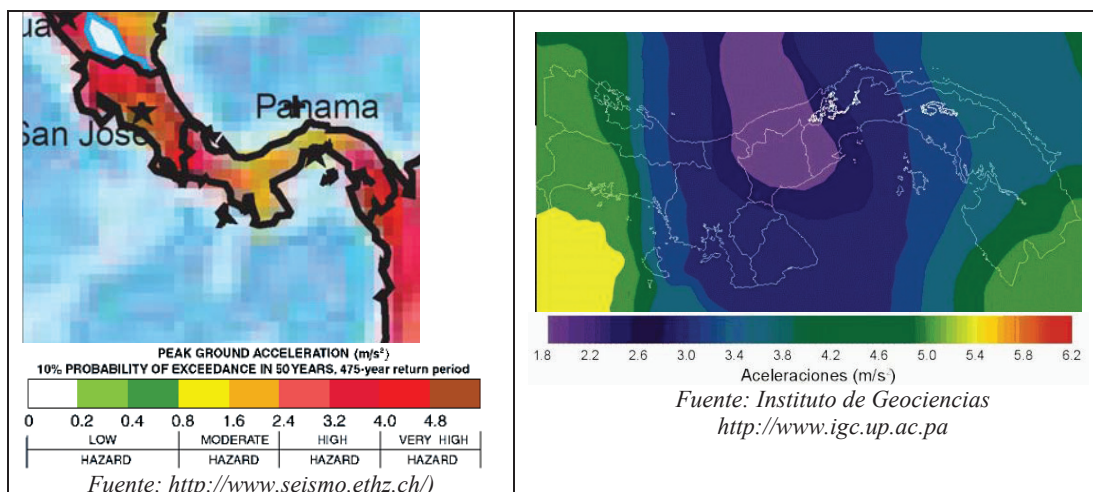 ua
San José
Panama
PEAK GROUND ACCELERATION (m/s²)
10% PROBABILITY OF EXCEEDANCE IN 50 YEARS, 475-year return period
0 0.2 0.4 0.8 1.6 2.4 3.2 4.0 4.8
LOW MODERATE HIGH VERY HIGH
HAZARD HAZARD HAZARD HAZARD
Fuente: http://www.seismo.ethz.ch/)
1.8 2.2 2.6 3.0 3.4 3.8 4.2 4.6 5.0 5.4 5.8 6.2
Aceleraciones (m/s²)
Fuente: Instituto de Geociencias
http://www.igc.up.ac.pa